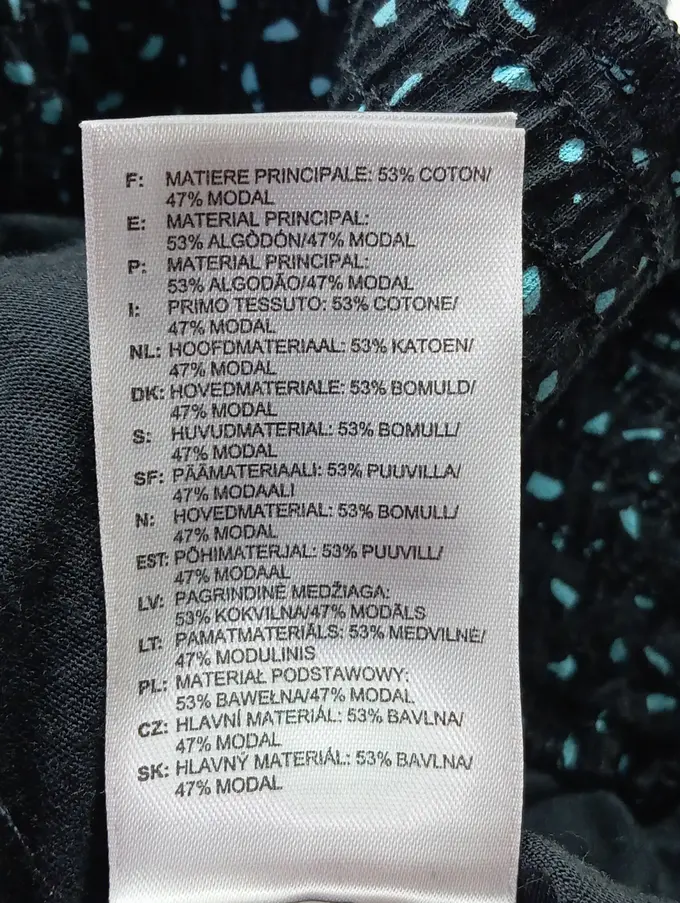 F: MATIERE PRINCIPALE: 53% COTON/
47% MODAL
E: MATERIAL PRINCIPAL:
53% ALGÒDÓN/47% MODAL
P: MATERIAL PRINCIPAL:
53% ALGODÃO/47% MODAL
I: PRIMO TESSUTO: 53% COTONE/
47% MODAL
NL: HOOFDMATERIAAL: 53% KATOEN/
47% MODAL
DK: HOVEDMATERIALE: 53% BOMULD/
47% MODAL
S: HUVUDMATERIAL: 53% BOMULL/
47% MODAL
SF: PÄÄMATERIAALI: 53% PUUVILLA/
47% MODAALI
N: HOVEDMATERIAL: 53% BOMULL/
47% MODAL
EST: PÕHIMATERJAL: 53% PUUVILL/
47% MODAAL
LV: PAGRINDINĖ MEDŽIAGA:
53% KOKVILNA/47% MODĀLS
LT: PAMATMATERIĀLS: 53% MEDVILNĖ/
47% MODULINIS
PL: MATERIAŁ PODSTAWOWY:
53% BAWEŁNA/47% MODAL
CZ: HLAVNÍ MATERIÁL: 53% BAVLNA/
47% MODAL
SK: HLAVNÝ MATERIÁL: 53% BAVLNA/
47% MODAL